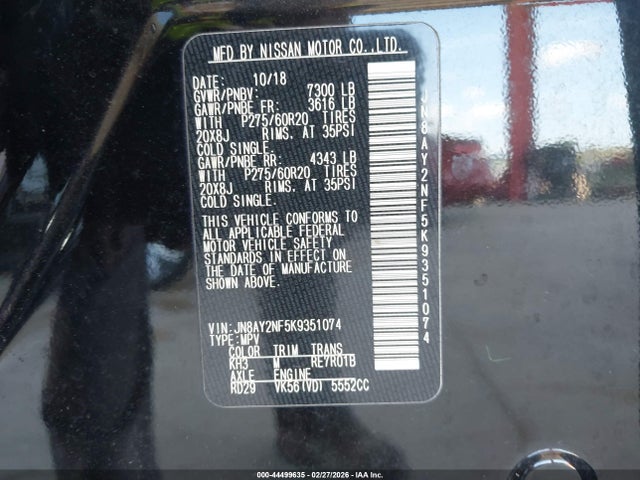 MFD BY NISSAN MOTOR CO.,LTD.
DATE: 10/18
GVWR/PNBV: 7300 LB
GAWR/PNBE FR: 3616 LB
WITH P275/60R20 TIRES
20X8J RIMS. AT 35PSI
COLD SINGLE.
GAWR/PNBE RR: 4343 LB
WITH P275/60R20 TIRES
20X8J RIMS. AT 35PSI
COLD SINGLE.
THIS VEHICLE CONFORMS TO
ALL APPLICABLE FEDERAL
MOTOR VEHICLE SAFETY
STANDARDS IN EFFECT ON
THE DATE OF MANUFACTURE
SHOWN ABOVE.
VIN:JN8AY2NF5K9351074
TYPE:MPV
COLOR TRIM TRANS
KH3 M RE7R01B
AXLE ENGINE
RD29 VK56(VD) 5552CC
JN8AY2NF5K9351074
000-44499635 - 02/27/2026 - IAA, Inc.